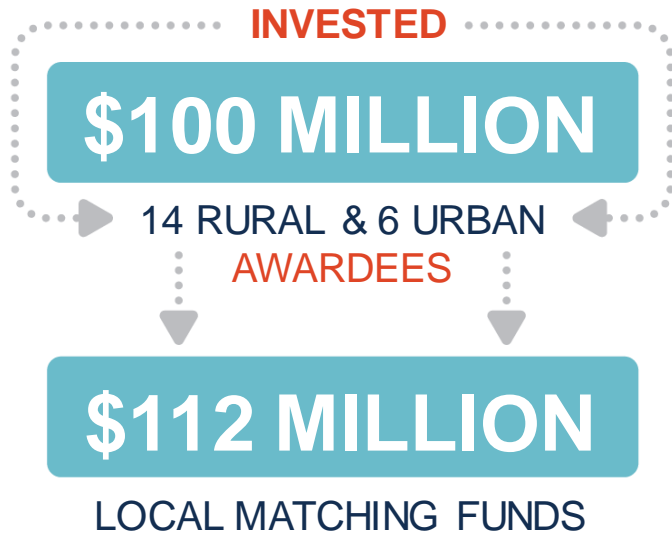 INVESTED
$100 MILLION
14 RURAL & 6 URBAN
AWARDEES
$112 MILLION
LOCAL MATCHING FUNDS